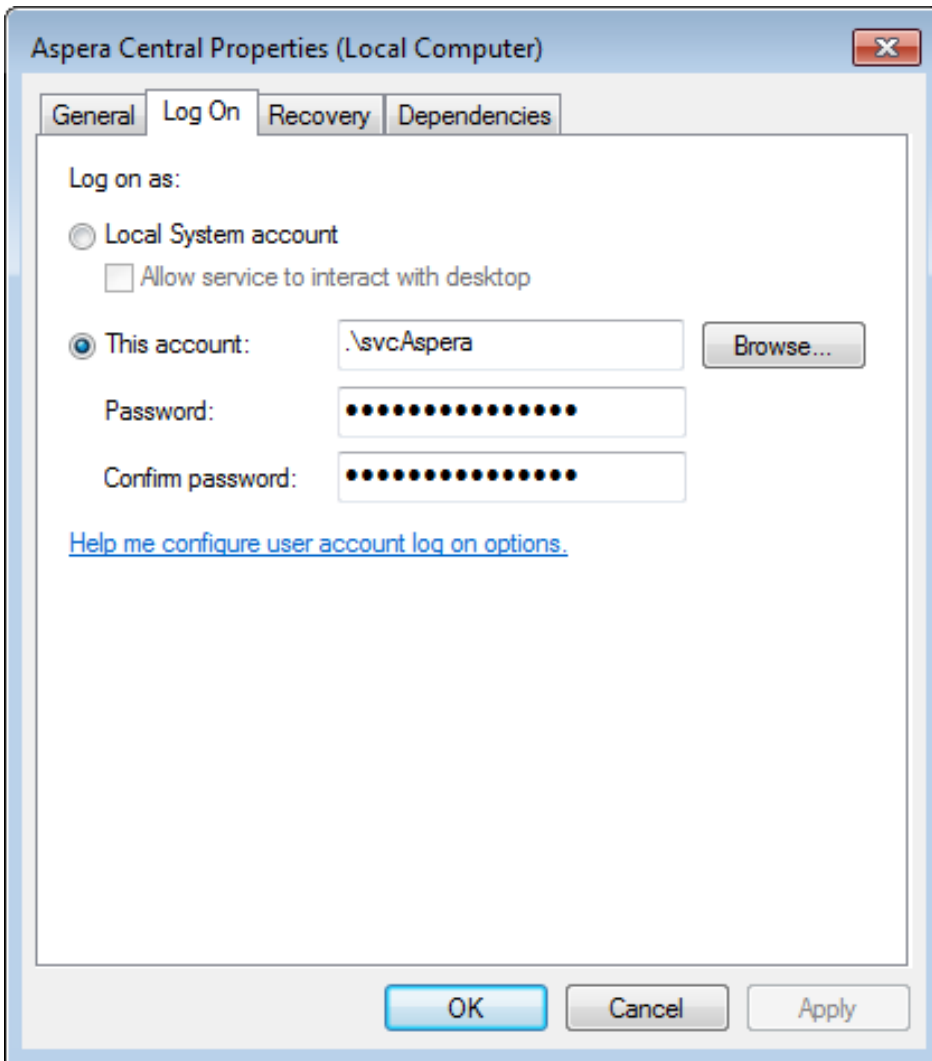 Aspera Central Properties (Local Computer)
General Log On Recovery Dependencies
Log on as:
Local System account
Allow service to interact with desktop
This account: .\svcAspera Browse...
Password: •••••••••••••••
Confirm password: •••••••••••••••
Help me configure user account log on options.
OK Cancel Apply